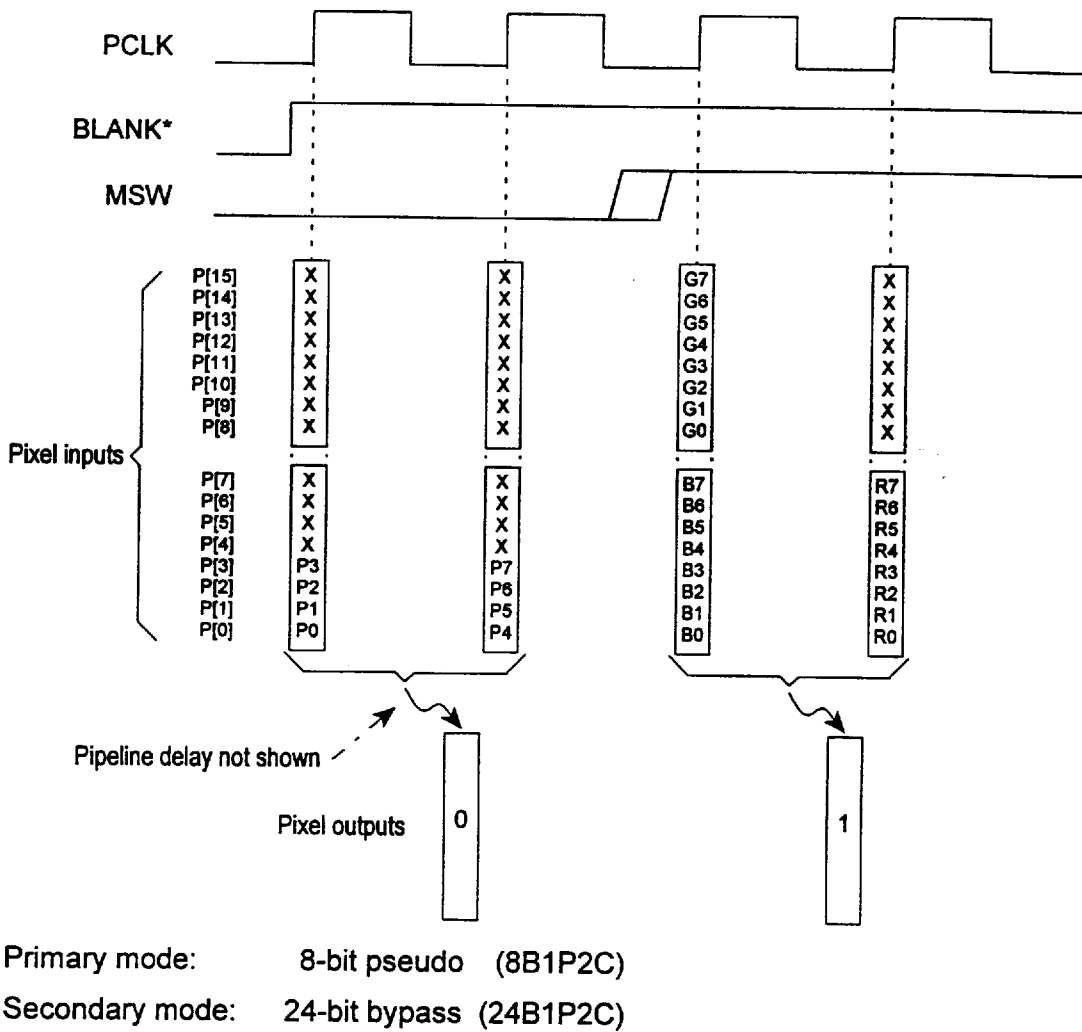 PCLK
BLANK*
MSW
P[15] X X G7 X
P[14] X X G6 X
P[13] X X G5 X
P[12] X X G4 X
P[11] X X G3 X
P[10] X X G2 X
P[9] X X G1 X
P[8] X X G0 X
Pixel inputs
P[7] X X B7 R7
P[6] X X B6 R6
P[5] X X B5 R5
P[4] X X B4 R4
P[3] P3 P7 B3 R3
P[2] P2 P6 B2 R2
P[1] P1 P5 B1 R1
P[0] P0 P4 B0 R0
Pipeline delay not shown
Pixel outputs 0 1
Primary mode: 8-bit pseudo (8B1P2C)
Secondary mode: 24-bit bypass (24B1P2C)